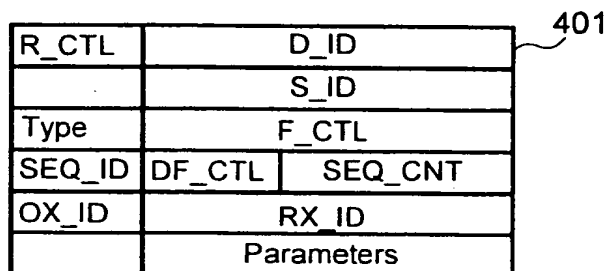 401
R_CTL D_ID
S_ID
Type F_CTL
SEQ_ID DF_CTL SEQ_CNT
OX_ID RX_ID
Parameters